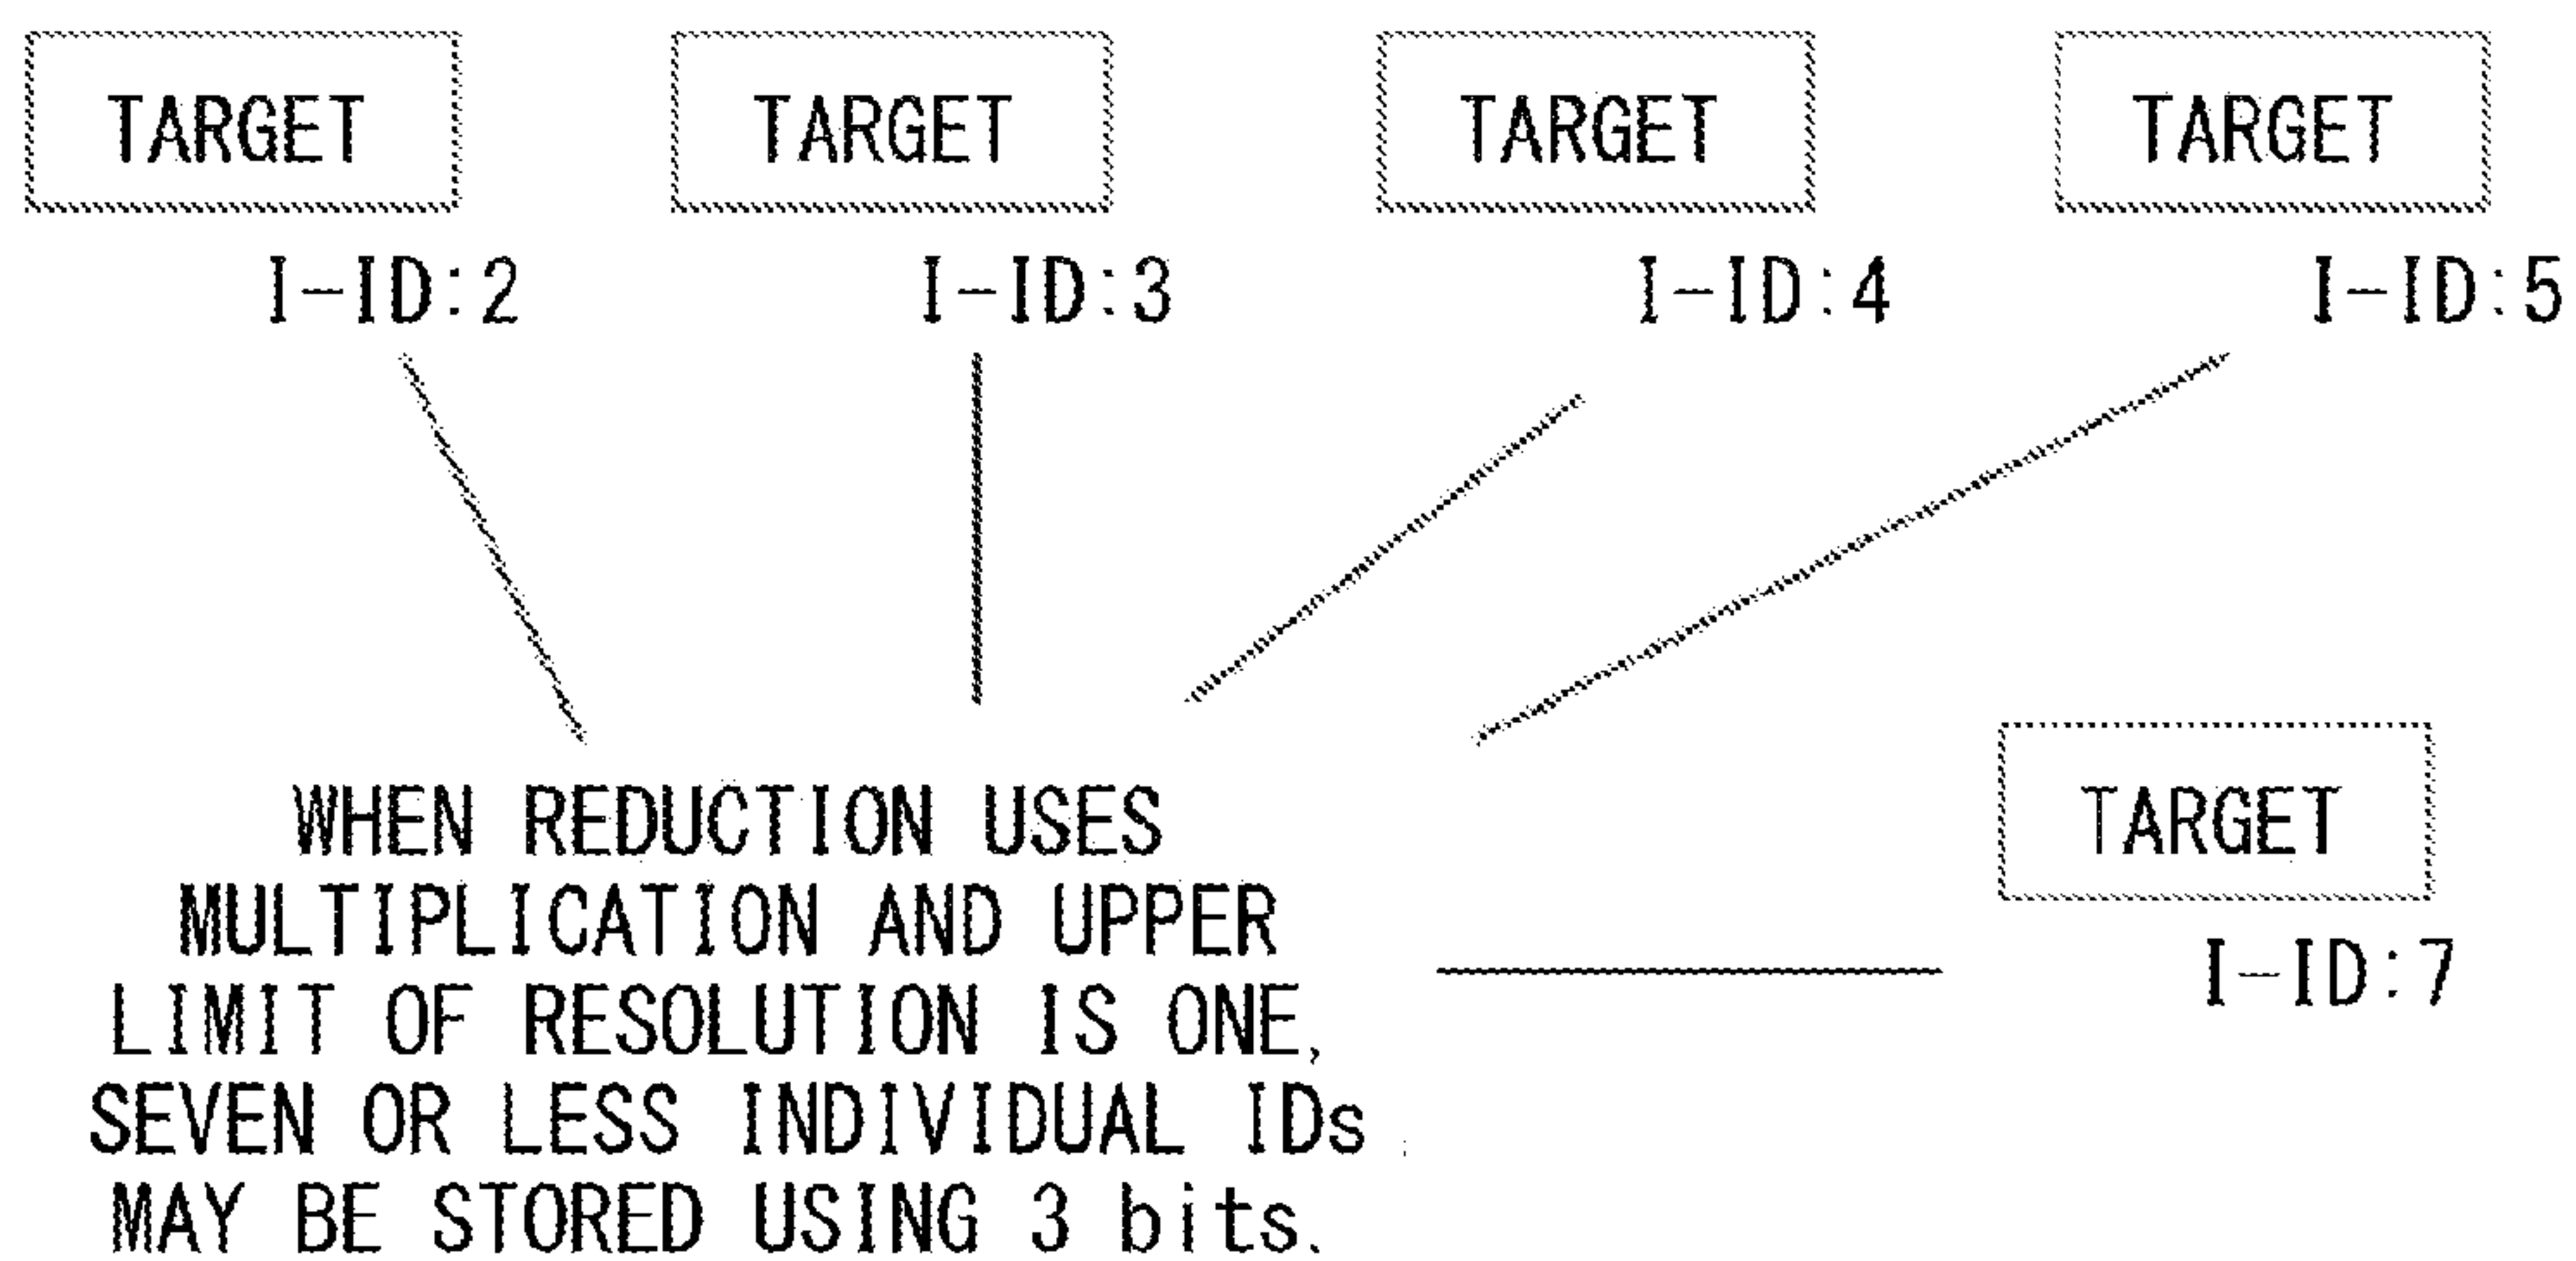 TARGET TARGET TARGET TARGET
I-ID:2 I-ID:3 I-ID:4 I-ID:5
WHEN REDUCTION USES
MULTIPLICATION AND UPPER
LIMIT OF RESOLUTION IS ONE,
SEVEN OR LESS INDIVIDUAL IDs
MAY BE STORED USING 3 bits.
TARGET
I-ID:7